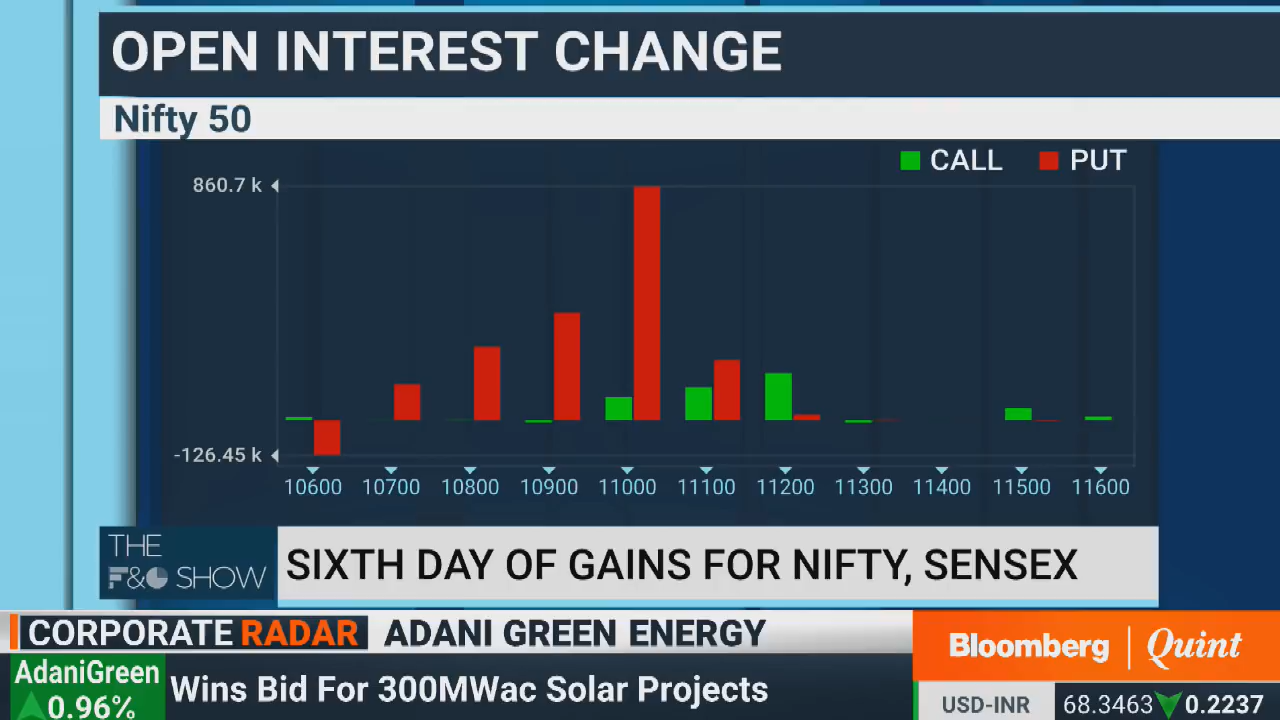 OPEN INTEREST CHANGE
Nifty 50
CALL PUT
860.7 k
-126.45 k
10600 10700 10800 10900 11000 11100 11200 11300 11400 11500 11600
THE
F&O SHOW
SIXTH DAY OF GAINS FOR NIFTY, SENSEX
CORPORATE RADAR ADANI GREEN ENERGY
Bloomberg | Quint
AdaniGreen
0.96%
Wins Bid For 300MWac Solar Projects
USD-INR 68.3463 0.2237